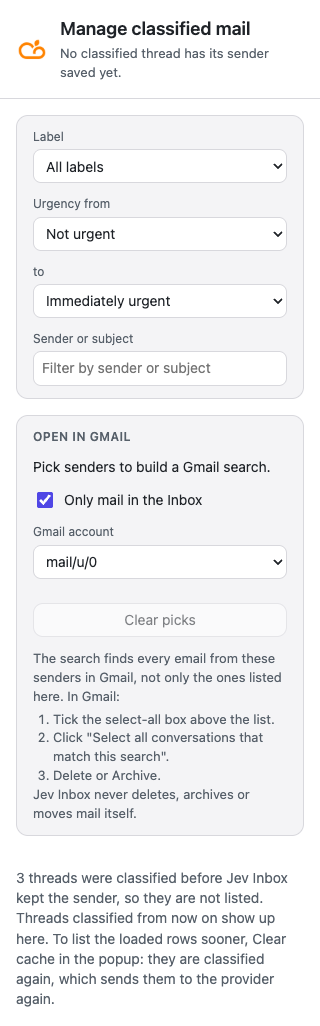 Manage classified mail
No classified thread has its sender
saved yet.
Label
All labels
Urgency from
Not urgent
to
Immediately urgent
Sender or subject
Filter by sender or subject
OPEN IN GMAIL
Pick senders to build a Gmail search.
Only mail in the Inbox
Gmail account
mail/u/0
Clear picks
The search finds every email from these
senders in Gmail, not only the ones listed
here. In Gmail:
1. Tick the select-all box above the list.
2. Click "Select all conversations that
match this search".
3. Delete or Archive.
Jev Inbox never deletes, archives or
moves mail itself.
3 threads were classified before Jev Inbox
kept the sender, so they are not listed.
Threads classified from now on show up
here. To list the loaded rows sooner, Clear
cache in the popup: they are classified
again, which sends them to the provider
again.